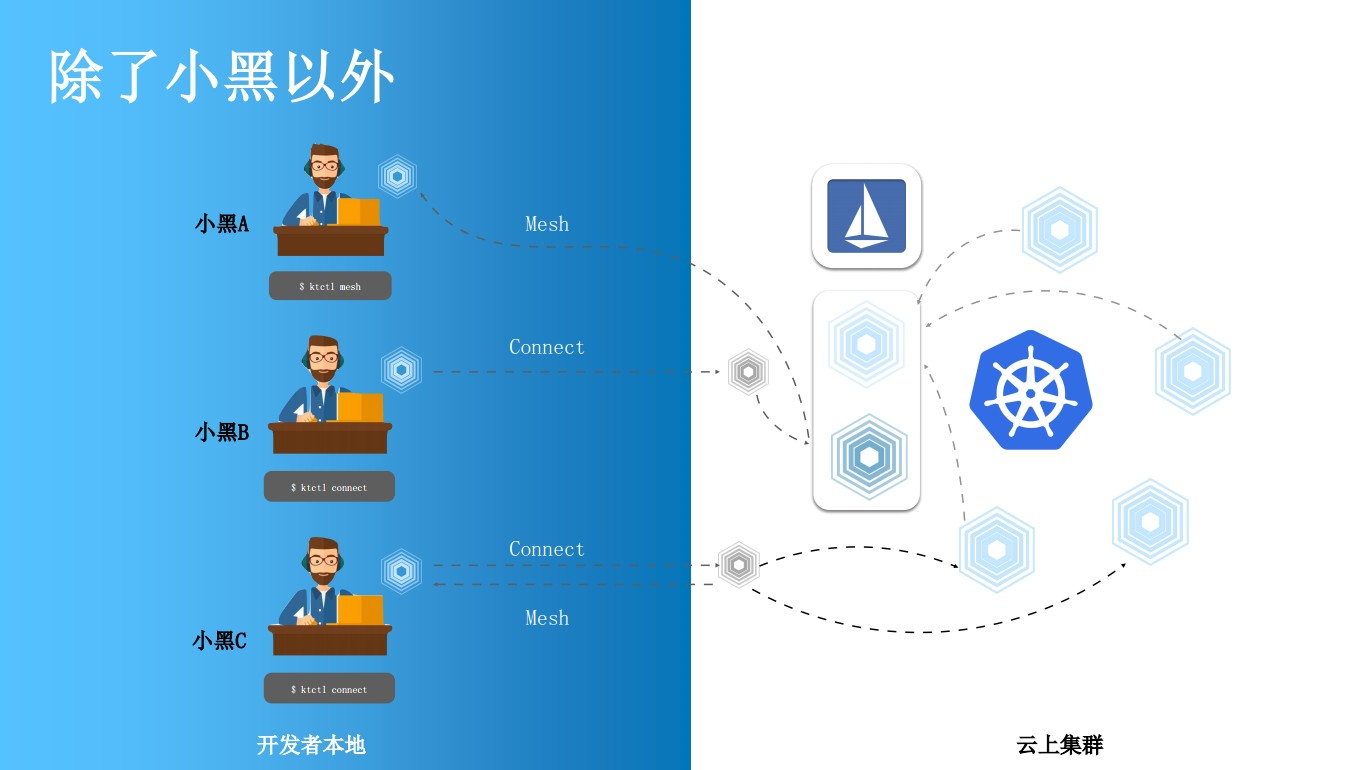 除了小黑以外
小黑A
Mesh
$ ktctl mesh
Connect
小黑B
$ ktctl connect
Connect
Mesh
小黑C
$ ktctl connect
开发者本地
云上集群